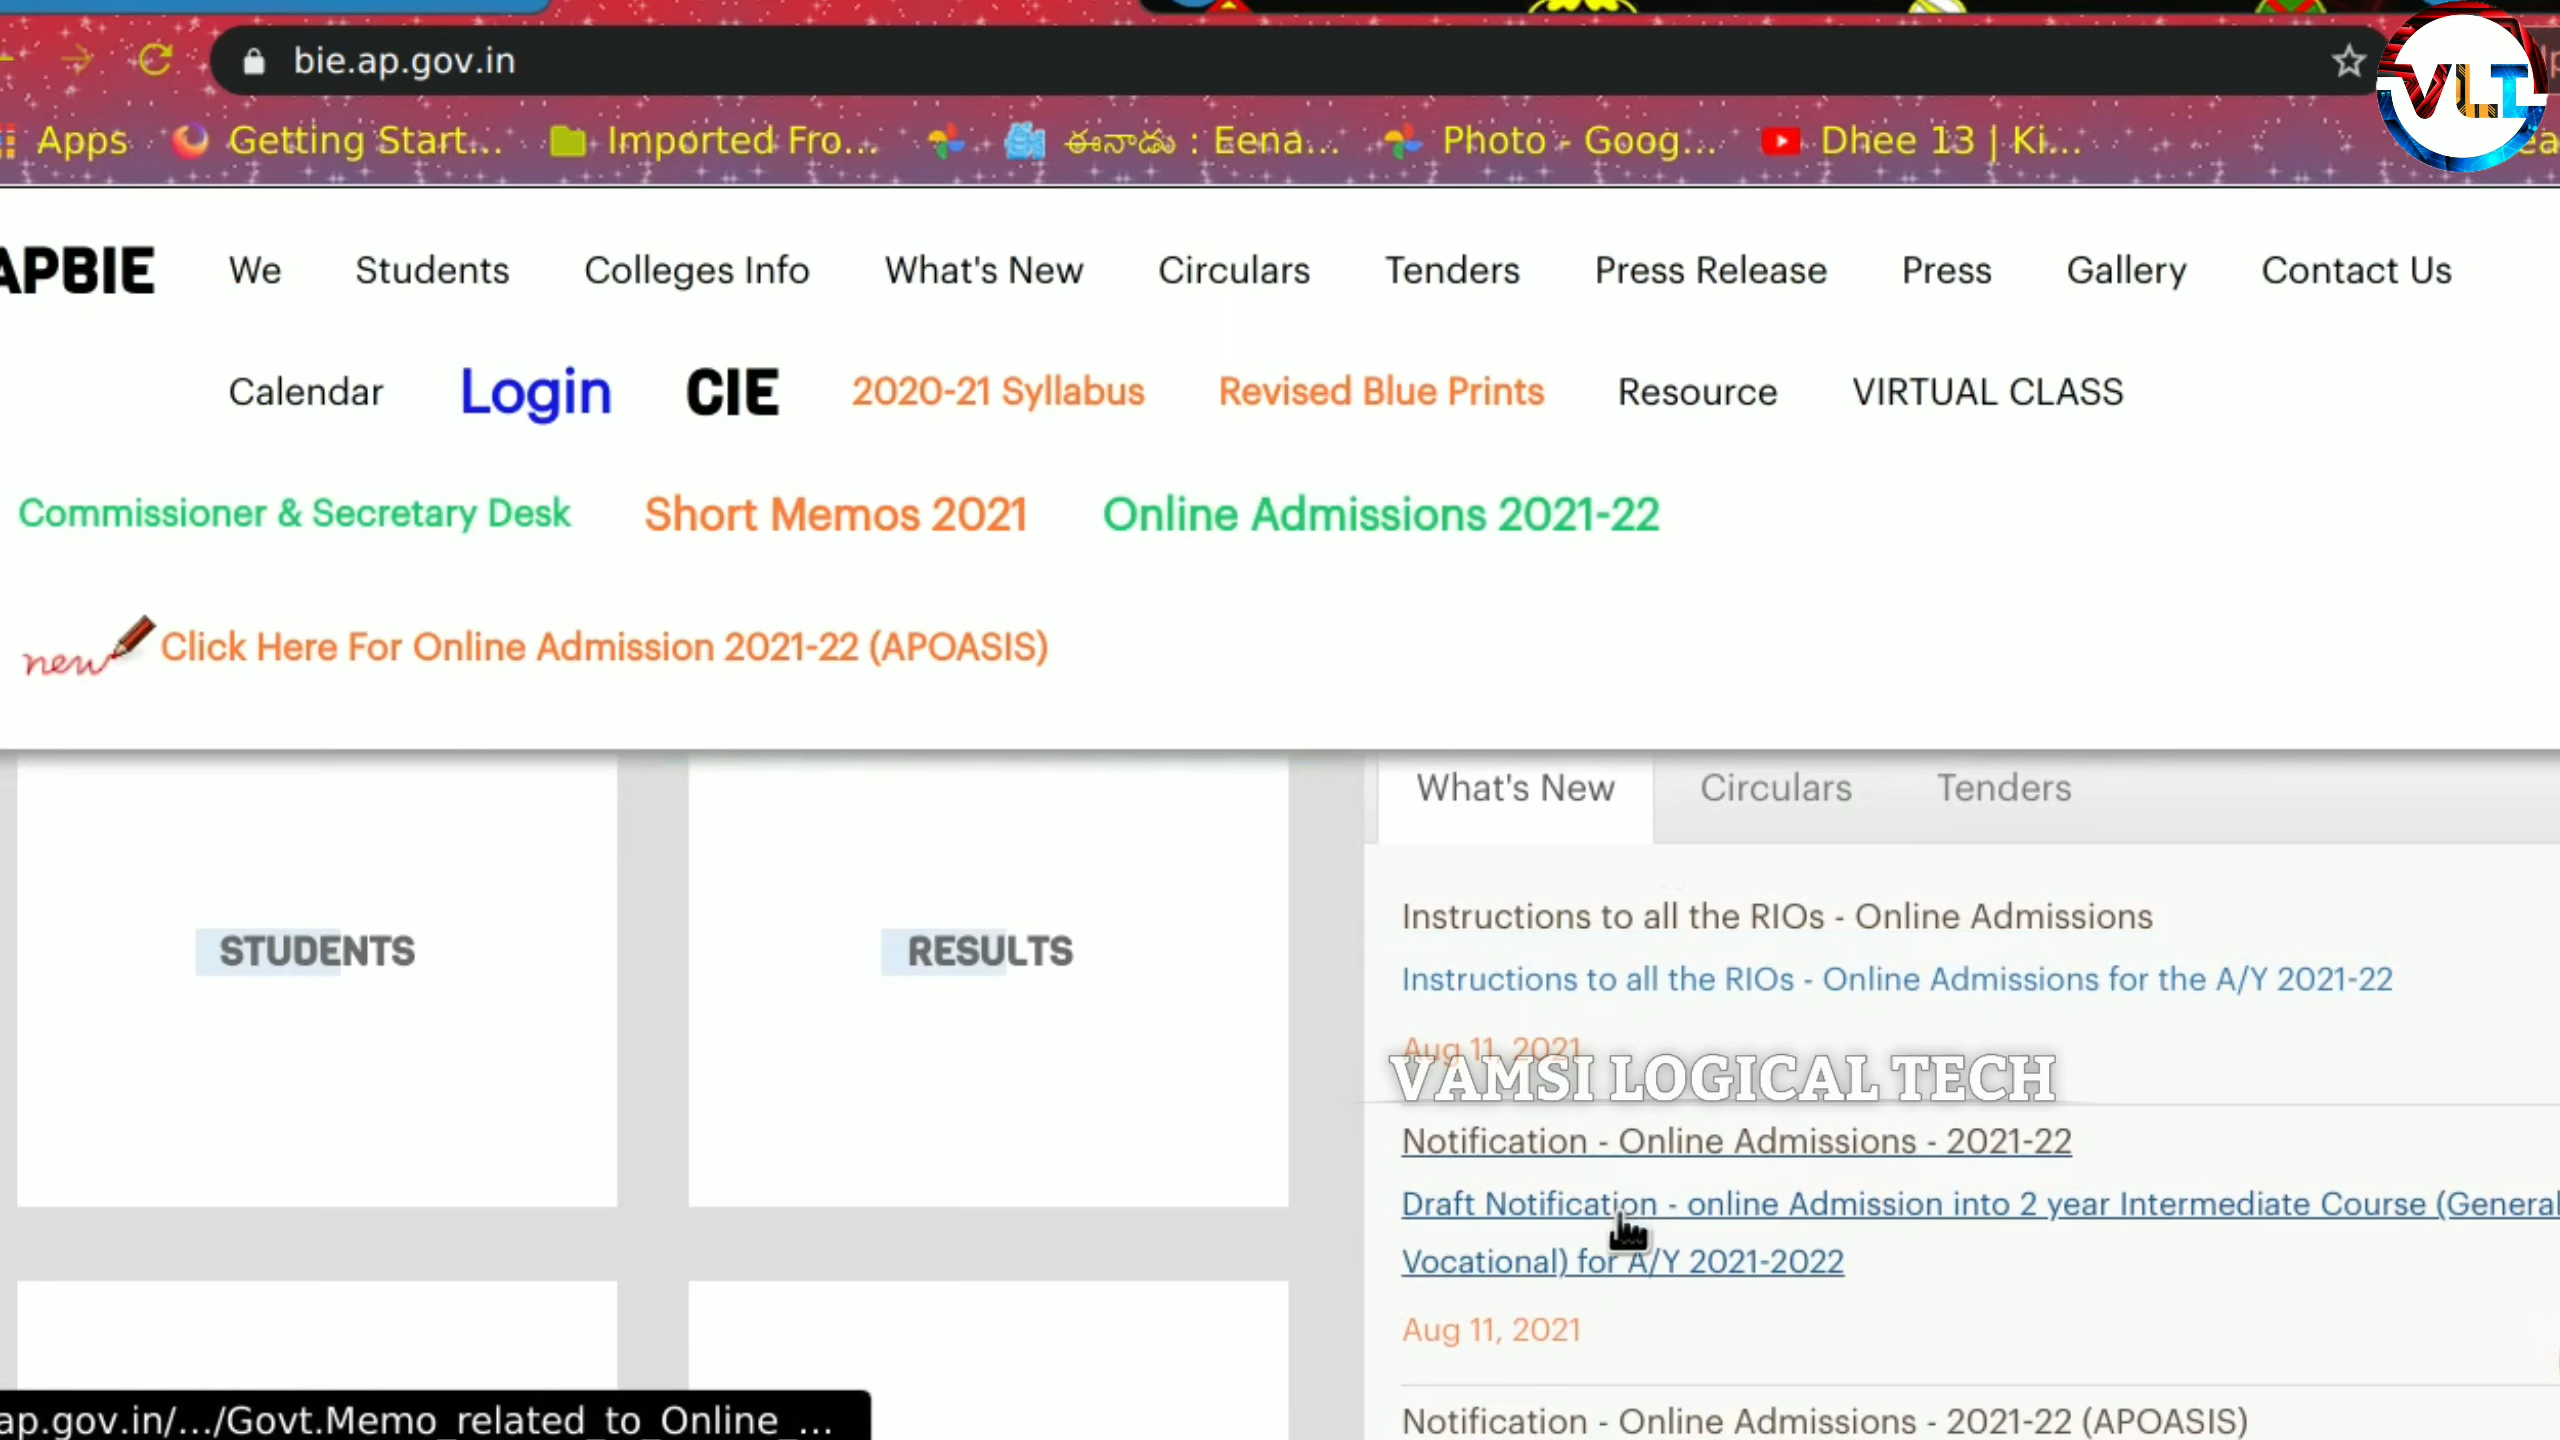 bie.ap.gov.in
VLT
Apps
Getting Start...
Imported Fro...
ఈనాడు : Eena...
Photo - Goog...
Dhee 13 | Ki...
APBIE We Students Colleges Info What's New Circulars Tenders Press Release Press Gallery Contact Us
Calendar Login CIE 2020-21 Syllabus Revised Blue Prints Resource VIRTUAL CLASS
Commissioner & Secretary Desk Short Memos 2021 Online Admissions 2021-22
new Click Here For Online Admission 2021-22 (APOASIS)
What's New Circulars Tenders
STUDENTS
RESULTS
Instructions to all the RIOs - Online Admissions
Instructions to all the RIOs - Online Admissions for the A/Y 2021-22
Aug 11, 2021
VAMSI LOGICAL TECH
Notification - Online Admissions - 2021-22
Draft Notification - online Admission into 2 year Intermediate Course (General
Vocational) for A/Y 2021-2022
Aug 11, 2021
Notification - Online Admissions - 2021-22 (APOASIS)
ap.gov.in/.../Govt.Memo_related_to_Online_...